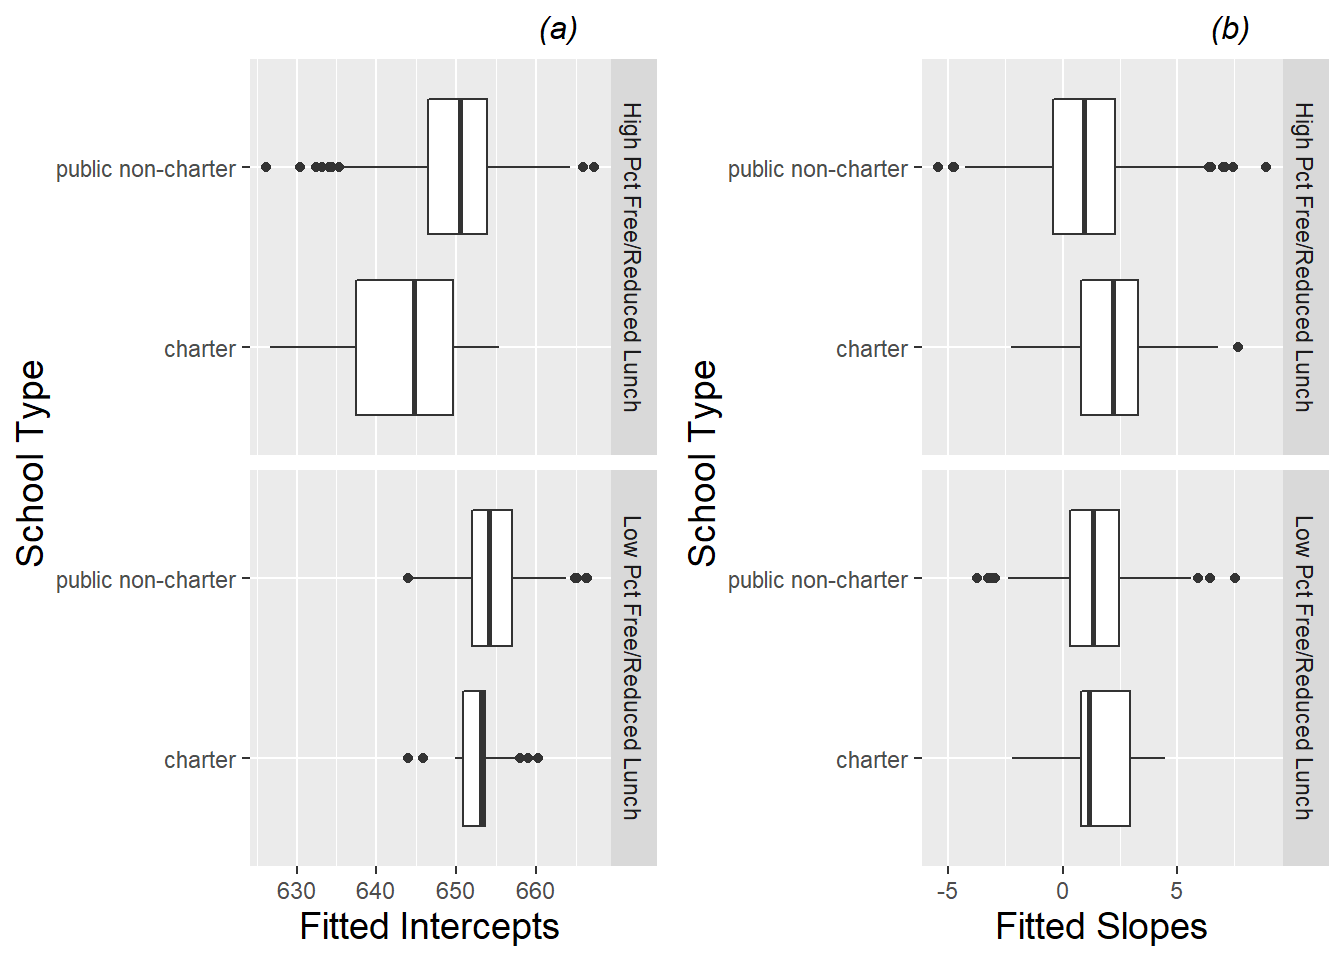 (a)
School Type
public non-charter
charter
High Pct Free/Reduced Lunch
public non-charter
charter
Low Pct Free/Reduced Lunch
630 640 650 660
Fitted Intercepts
(b)
School Type
public non-charter
charter
High Pct Free/Reduced Lunch
public non-charter
charter
Low Pct Free/Reduced Lunch
-5 0 5
Fitted Slopes